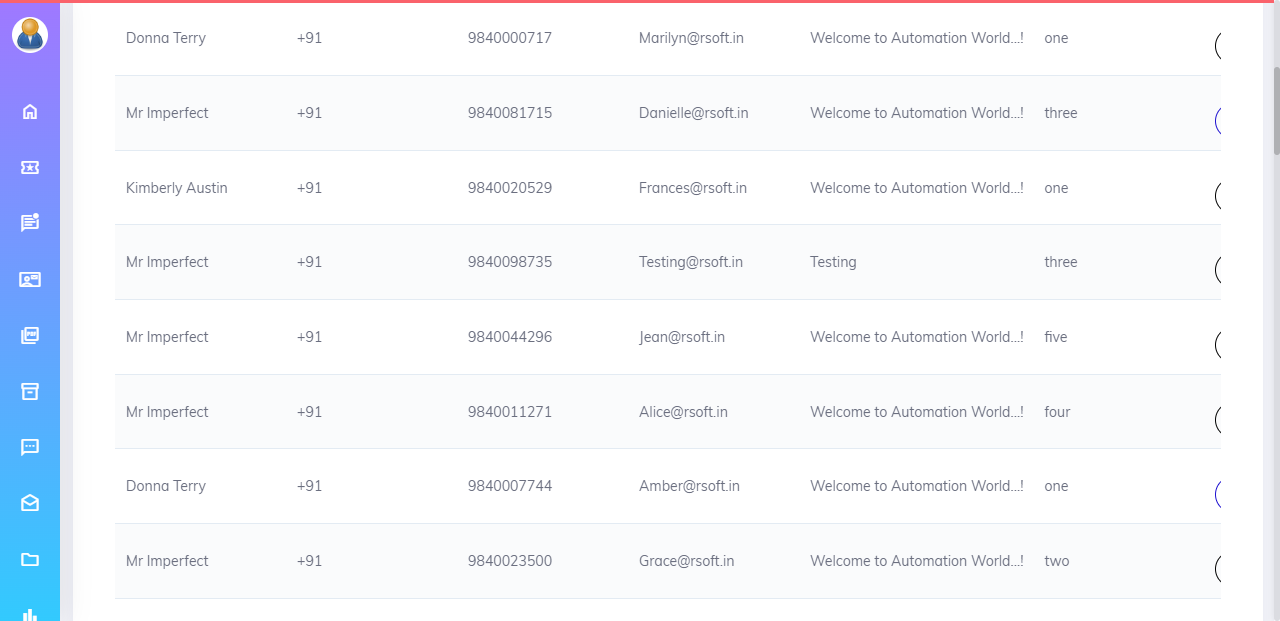 Donna Terry +91 9840000717 Marilyn@rsoft.in Welcome to Automation World...! one
Mr Imperfect +91 9840081715 Danielle@rsoft.in Welcome to Automation World...! three
Kimberly Austin +91 9840020529 Frances@rsoft.in Welcome to Automation World...! one
Mr Imperfect +91 9840098735 Testing@rsoft.in Testing three
Mr Imperfect +91 9840044296 Jean@rsoft.in Welcome to Automation World...! five
Mr Imperfect +91 9840011271 Alice@rsoft.in Welcome to Automation World...! four
Donna Terry +91 9840007744 Amber@rsoft.in Welcome to Automation World...! one
Mr Imperfect +91 9840023500 Grace@rsoft.in Welcome to Automation World...! two